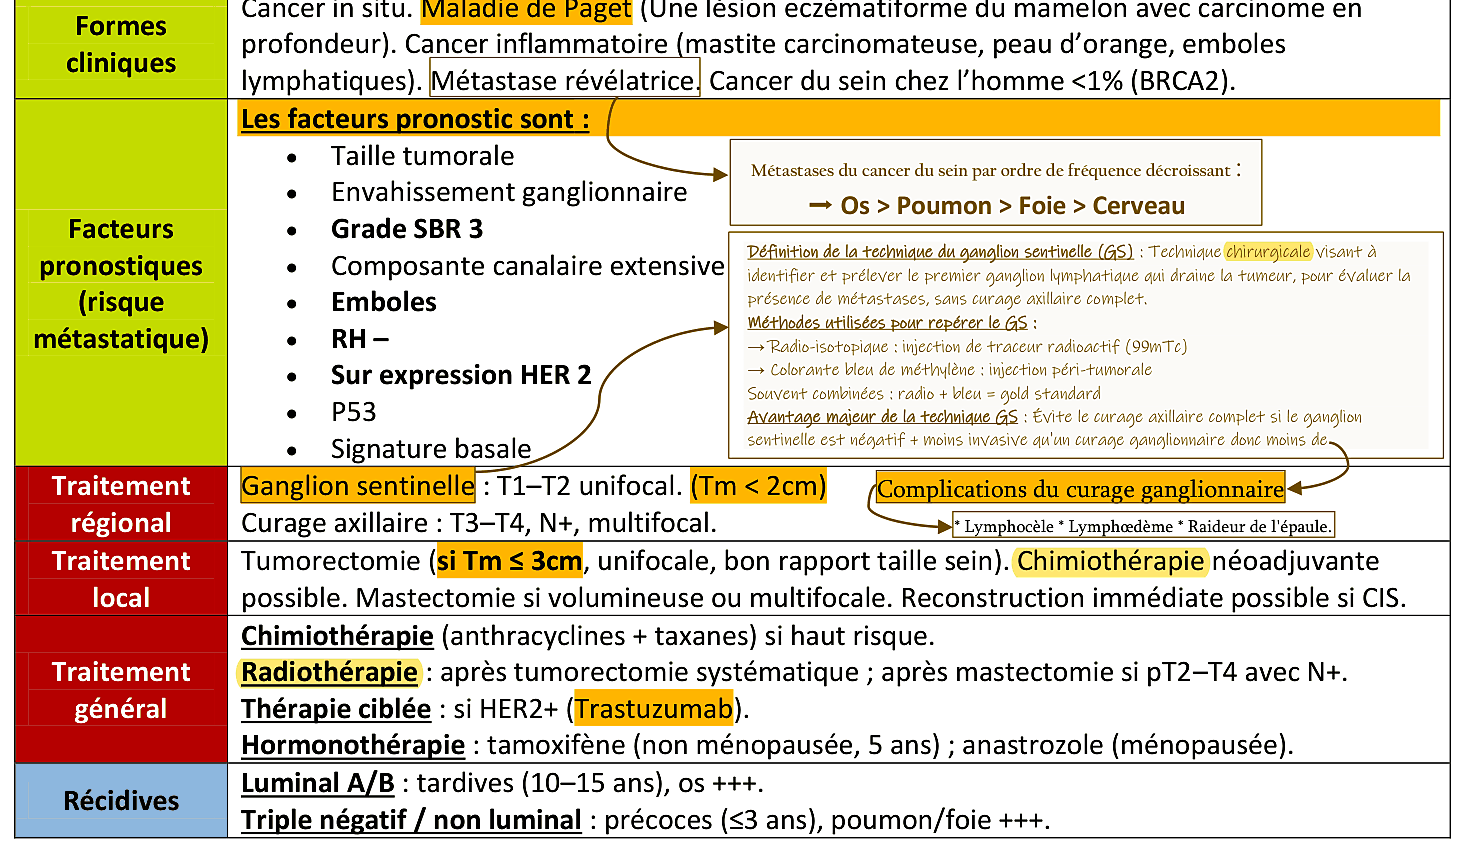 Formes
cliniques
Cancer in situ. Maladie de Paget (Une lésion eczématiforme du mamelon avec carcinome en
profondeur). Cancer inflammatoire (mastite carcinomateuse, peau d’orange, emboles
lymphatiques). Métastase révélatrice. Cancer du sein chez l’homme <1% (BRCA2).
Facteurs
pronostiques
(risque
métastatique)
Les facteurs pronostic sont :
• Taille tumorale
• Envahissement ganglionnaire
• Grade SBR 3
• Composante canalaire extensive
• Emboles
• RH –
• Sur expression HER 2
• P53
• Signature basale
Métastases du cancer du sein par ordre de fréquence décroissant :
→ Os > Poumon > Foie > Cerveau
Définition de la technique du ganglion sentinelle (GS) : Technique chirurgicale visant à
identifier et prélever le premier ganglion lymphatique qui draine la tumeur, pour évaluer la
présence de métastases, sans curage axillaire complet.
Méthodes utilisées pour repérer le GS :
→ Radio-isotopique : injection de traceur radioactif (99mTc)
→ Colorante bleu de méthylène : injection péri-tumorale
Souvent combinées : radio + bleu = gold standard
Avantage majeur de la technique GS : Évite le curage axillaire complet si le ganglion
sentinelle est négatif + moins invasive qu'un curage ganglionnaire donc moins de
Traitement
régional
Ganglion sentinelle : T1–T2 unifocal. (Tm < 2cm)
Curage axillaire : T3–T4, N+, multifocal.
Complications du curage ganglionnaire
* Lymphocèle * Lymphœdème * Raideur de l'épaule.
Traitement
local
Tumorectomie (si Tm ≤ 3cm, unifocale, bon rapport taille sein). Chimiothérapie néoadjuvante
possible. Mastectomie si volumineuse ou multifocale. Reconstruction immédiate possible si CIS.
Traitement
général
Chimiothérapie (anthracyclines + taxanes) si haut risque.
Radiothérapie : après tumorectomie systématique ; après mastectomie si pT2–T4 avec N+.
Thérapie ciblée : si HER2+ (Trastuzumab).
Hormonothérapie : tamoxifène (non ménopausée, 5 ans) ; anastrozole (ménopausée).
Récidives
Luminal A/B : tardives (10–15 ans), os +++.
Triple négatif / non luminal : précoces (≤3 ans), poumon/foie +++.